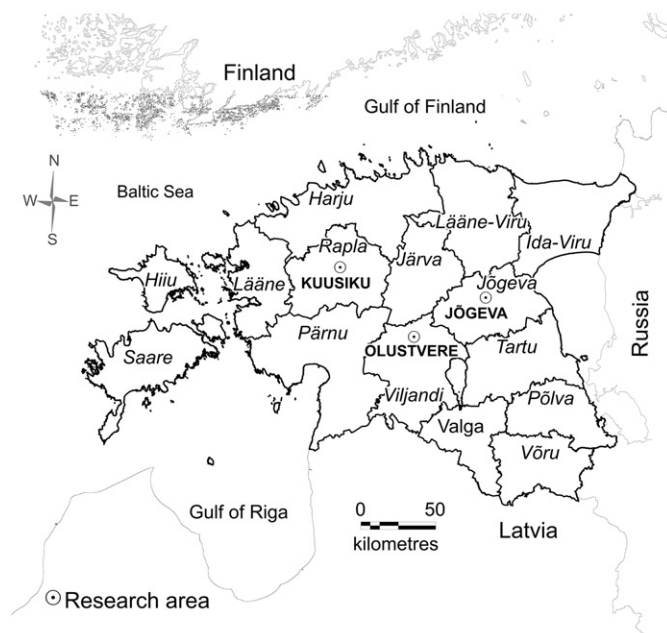 Finland
Gulf of Finland
N
W E
S
Baltic Sea
Harju
Lääne-Viru
Ida-Viru
Rapla
Järva
Hiiu
Lääne
KUUSIKU
Jõgeva
JÕGEVA
Russia
Pärnu
Saare
OLUSTVERE
Tartu
Viljandi
Põlva
Valga
Võru
Gulf of Riga
0 50
kilometres
Latvia
Research area